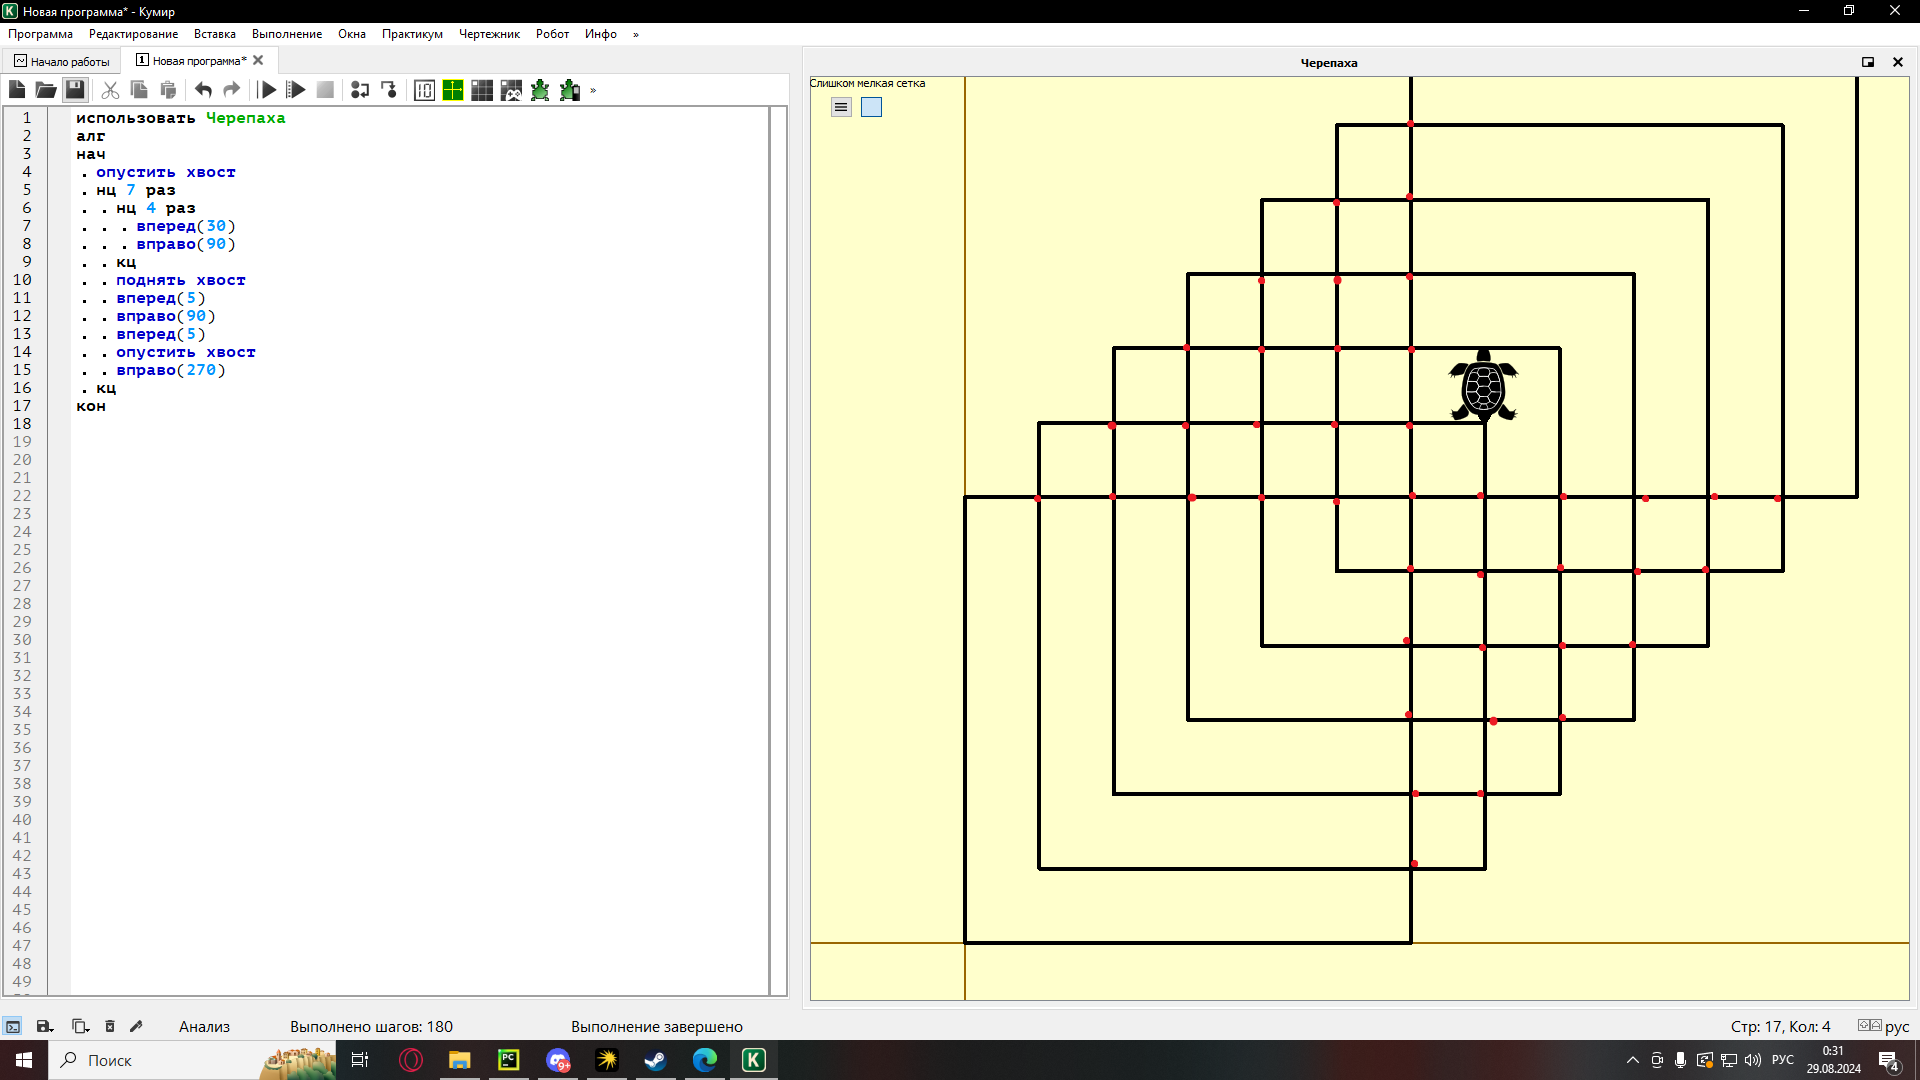 Новая программа* - Кумир
Программа Редактирование Вставка Выполнение Окна Практикум Чертежник Робот Инфо »
Начало работы
1 Новая программа*
Черепаха
Слишком мелкая сетка
»
1 использовать Черепаха
2 алг
3 нач
4 . опустить хвост
5 . нц 7 раз
6 . . нц 4 раз
7 . . . вперед(30)
8 . . . вправо(90)
9 . . кц
10 . . поднять хвост
11 . . вперед(5)
12 . . вправо(90)
13 . . вперед(5)
14 . . опустить хвост
15 . . вправо(270)
16 . кц
17 кон
18
19
20
21
22
23
24
25
26
27
28
29
30
31
32
33
34
35
36
37
38
39
40
41
42
43
44
45
46
47
48
49
Анализ Выполнено шагов: 180 Выполнение завершено Стр: 17, Кол: 4 рус
Поиск
PC
9+
K
РУС
0:31
29.08.2024
4